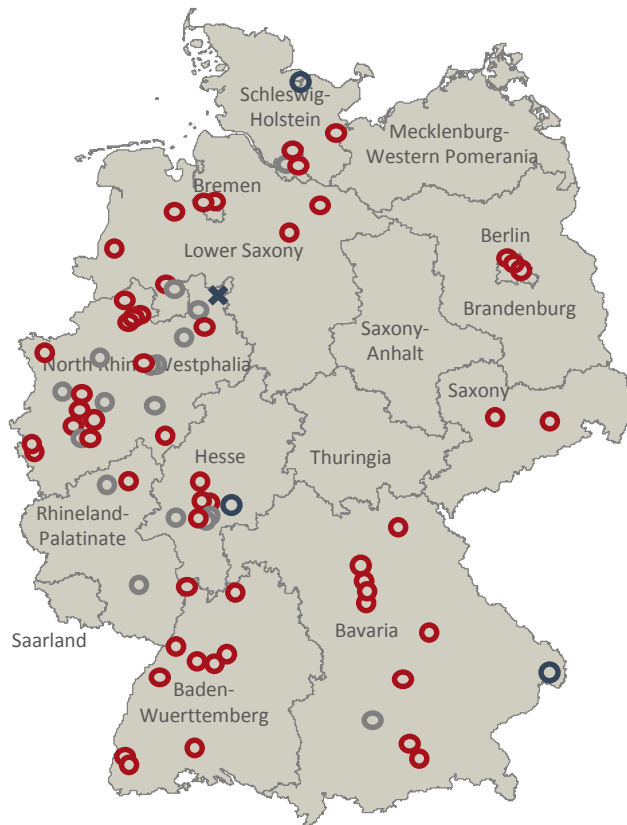 Schleswig-
Holstein
Mecklenburg-
Western Pomerania
Bremen
Lower Saxony
Berlin
Brandenburg
Saxony-
Anhalt
North Rhine-Westphalia
Saxony
Hesse
Thuringia
Rhineland-
Palatinate
Saarland
Bavaria
Baden-
Wuerttemberg